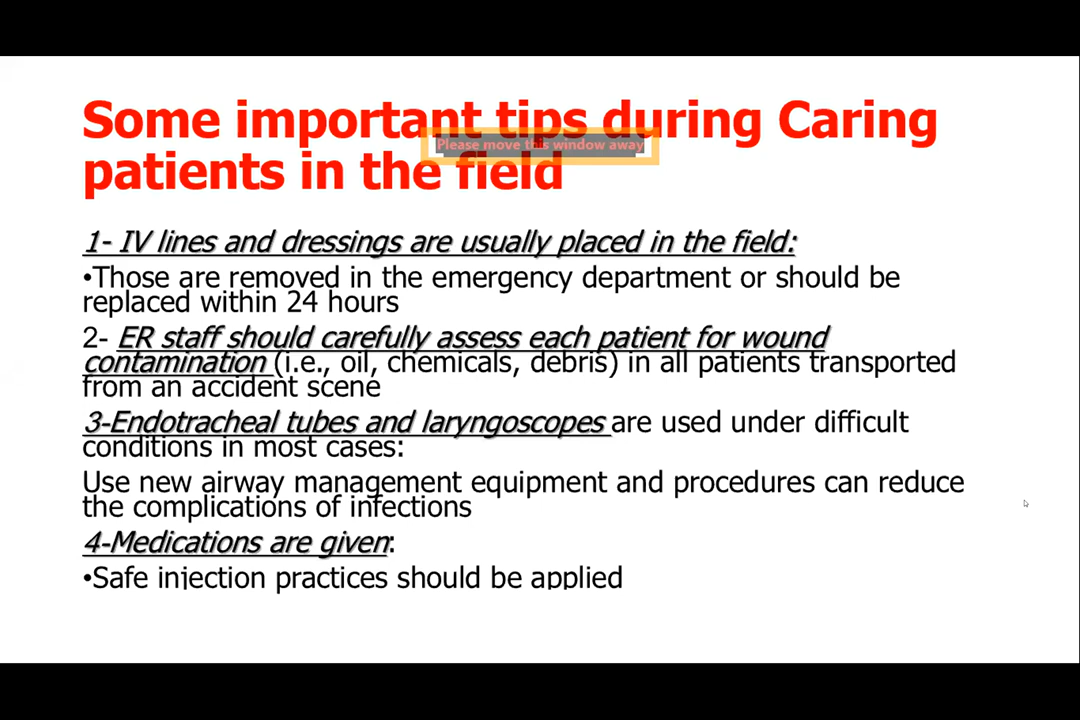 Some important tips during Caring
Please move this window away
patients in the field
1- IV lines and dressings are usually placed in the field:
•Those are removed in the emergency department or should be
replaced within 24 hours
2- ER staff should carefully assess each patient for wound
contamination (i.e., oil, chemicals, debris) in all patients transported
from an accident scene
3-Endotracheal tubes and laryngoscopes are used under difficult
conditions in most cases:
Use new airway management equipment and procedures can reduce
the complications of infections
4-Medications are given:
•Safe injection practices should be applied